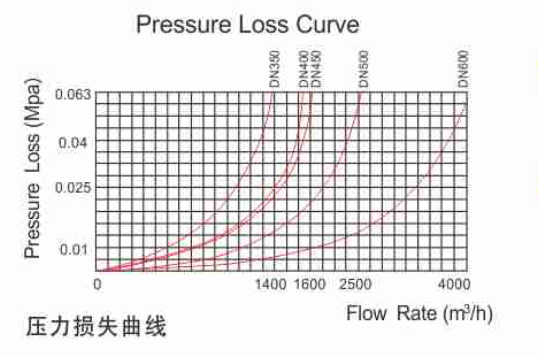 Pressure Loss Curve
DN350 DN400 DN450 DN500 DN600
Pressure Loss (Mpa)
0.063
0.04
0.025
0.01
0 1400 1600 2500 4000
Flow Rate (m³/h)
压力损失曲线